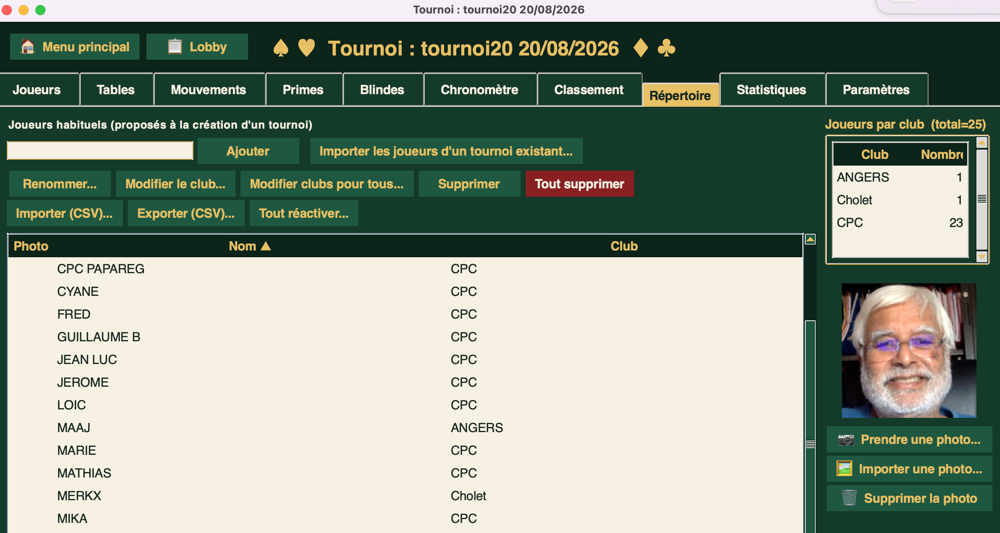 Tournoi : tournoi20 20/08/2026
Menu principal
Lobby
Tournoi : tournoi20 20/08/2026
Joueurs
Tables
Mouvements
Primes
Blindes
Chronomètre
Classement
Répertoire
Statistiques
Paramètres
Joueurs habituels (proposés à la création d'un tournoi)
Ajouter
Importer les joueurs d'un tournoi existant...
Renommer...
Modifier le club...
Modifier clubs pour tous...
Supprimer
Tout supprimer
Importer (CSV)...
Exporter (CSV)...
Tout réactiver...
Photo Nom ▲ Club
CPC PAPAREG CPC
CYANE CPC
FRED CPC
GUILLAUME B CPC
JEAN LUC CPC
JEROME CPC
LOIC CPC
MAAJ ANGERS
MARIE CPC
MATHIAS CPC
MERKX Cholet
MIKA CPC
Joueurs par club (total=25)
Club Nombre
ANGERS 1
Cholet 1
CPC 23
Prendre une photo...
Importer une photo...
Supprimer la photo